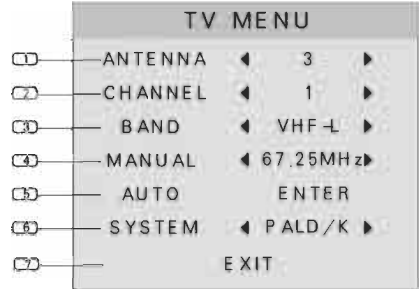 TV MENU
1 ANTENNA ◀ 3 ▶
2 CHANNEL ◀ 1 ▶
3 BAND ◀ VHF-L ▶
4 MANUAL ◀ 67.25MHz ▶
5 AUTO ENTER
6 SYSTEM ◀ PALD/K ▶
7 EXIT